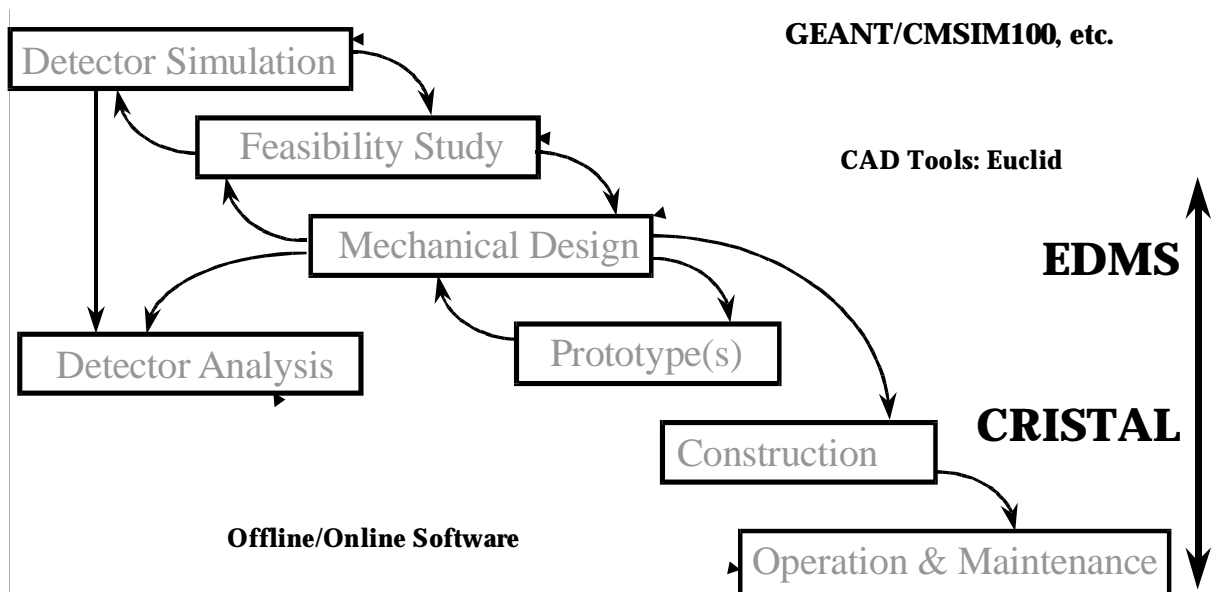 GEANT/CMSIM100, etc.
Detector Simulation
Feasibility Study
CAD Tools: Euclid
Mechanical Design
EDMS
Prototype(s)
Detector Analysis
CRISTAL
Construction
Offline/Online Software
Operation & Maintenance